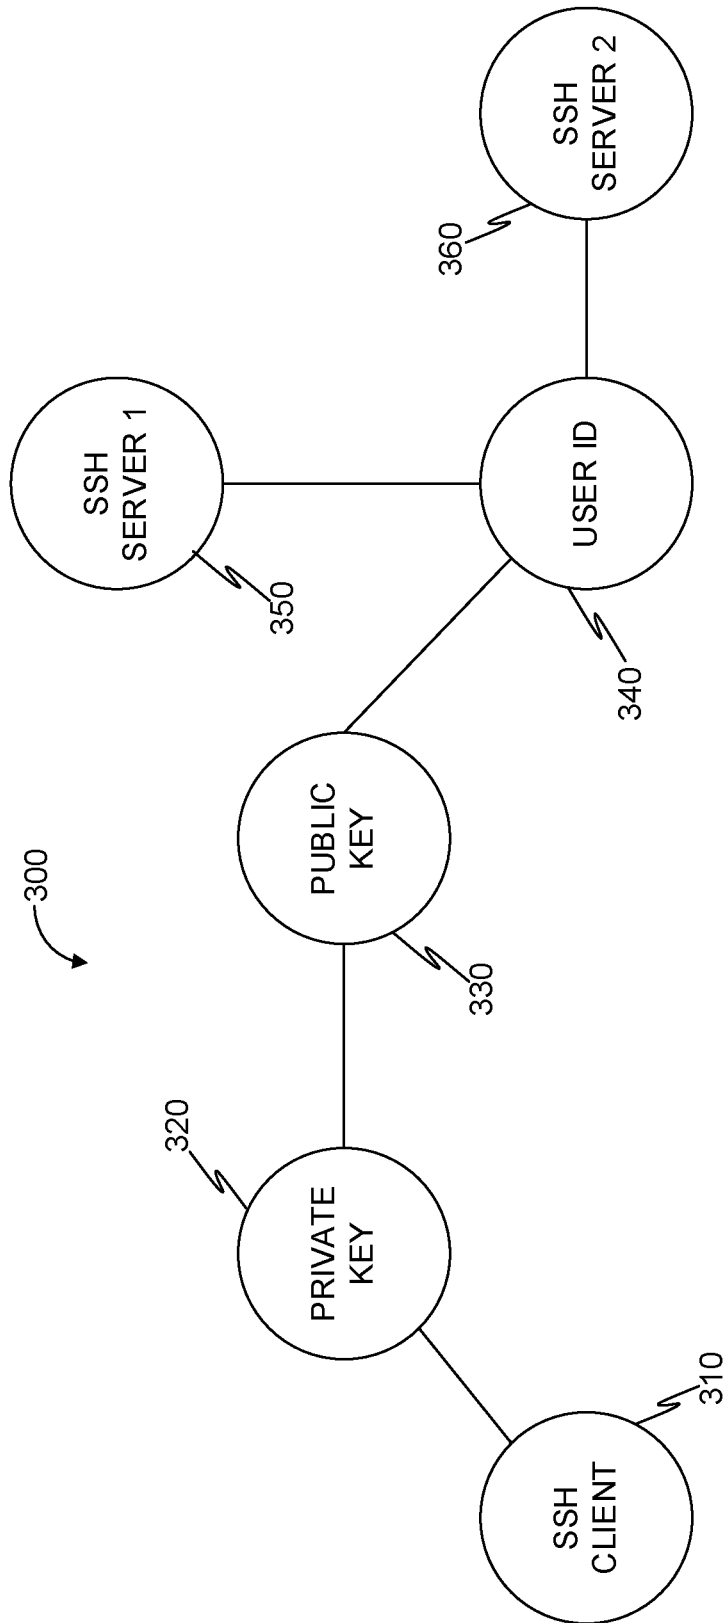 300
SSH
CLIENT
310
PRIVATE
KEY
320
PUBLIC
KEY
330
USER ID
340
SSH
SERVER 1
350
SSH
SERVER 2
360